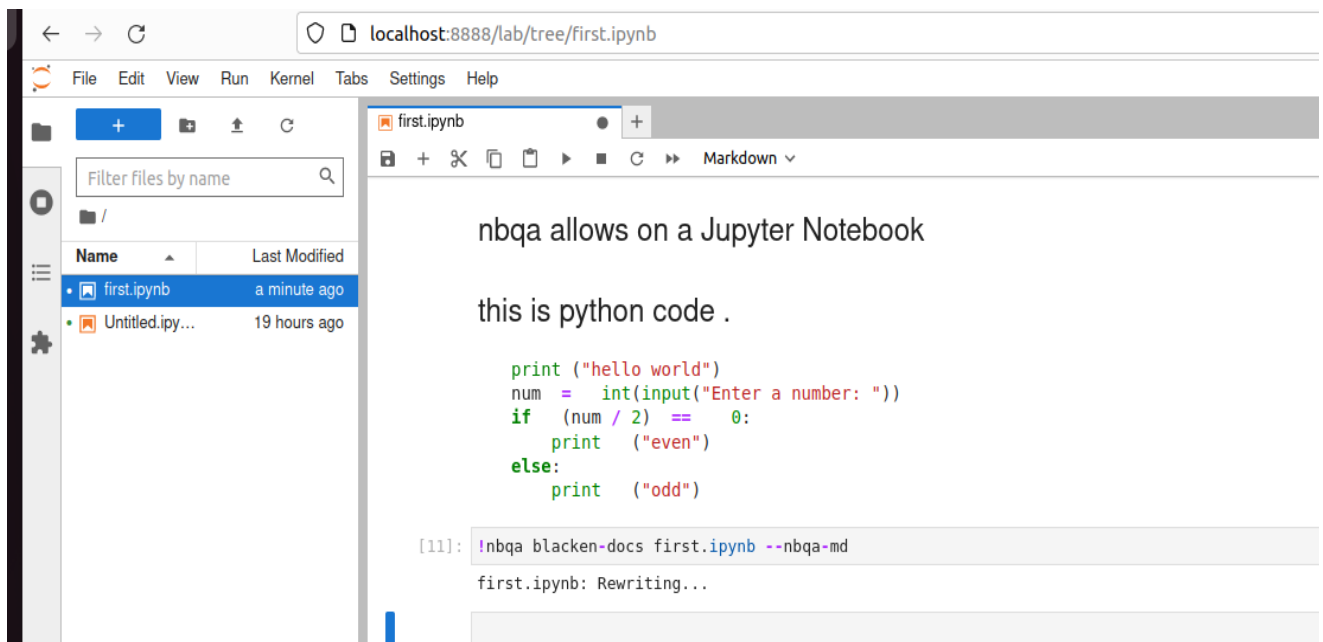 localhost:8888/lab/tree/first.ipynb
File Edit View Run Kernel Tabs Settings Help
+
first.ipynb
+
Markdown
Filter files by name
/
Name Last Modified
first.ipynb a minute ago
Untitled.ipy... 19 hours ago
nbqa allows on a Jupyter Notebook
this is python code .
print ("hello world")
num  =   int(input("Enter a number: "))
if   (num / 2)  ==    0:
    print   ("even")
else:
    print   ("odd")
[11]: !nbqa blacken-docs first.ipynb --nbqa-md
first.ipynb: Rewriting...